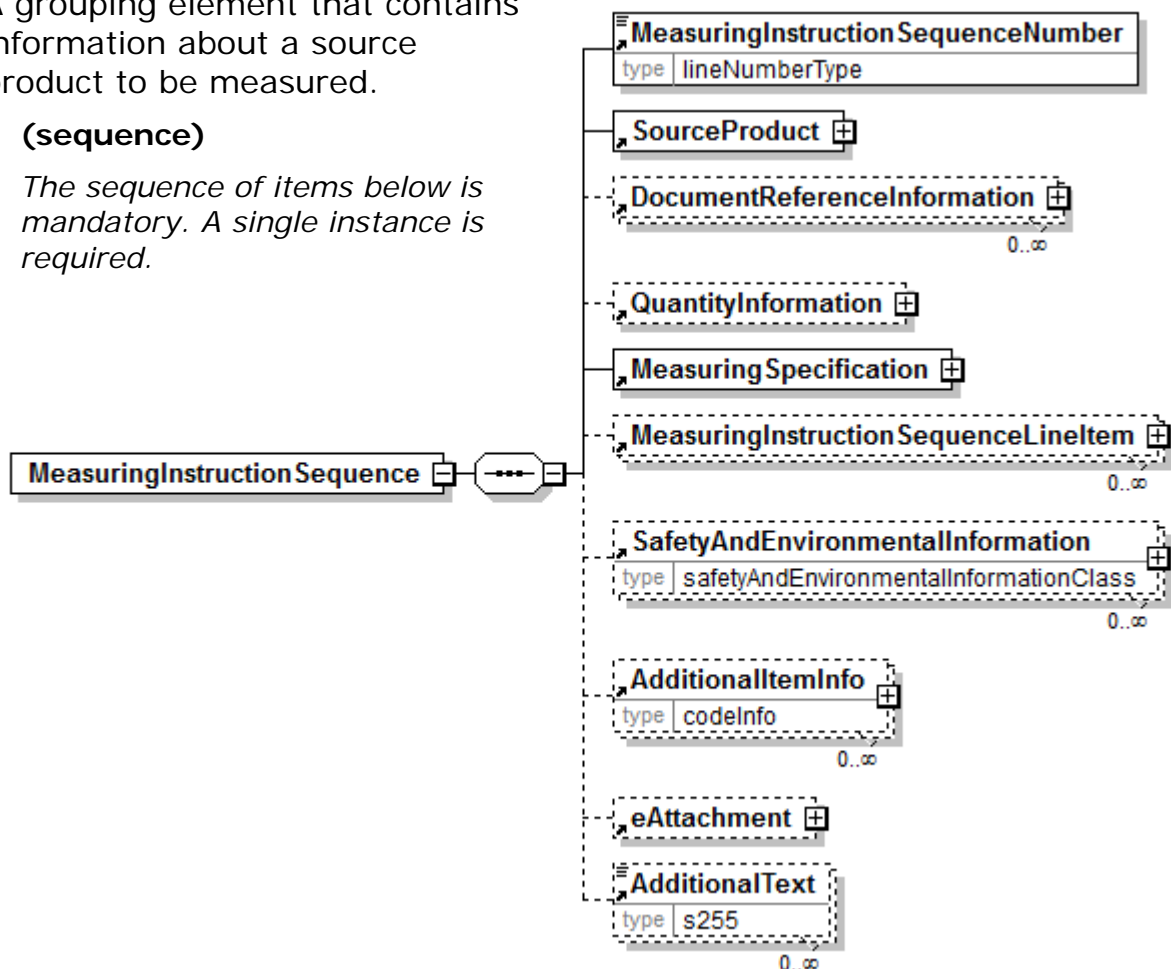 A grouping element that contains
information about a source
product to be measured.
(sequence)
The sequence of items below is
mandatory. A single instance is
required.
MeasuringInstructionSequence
MeasuringInstructionSequenceNumber
type lineNumberType
SourceProduct
DocumentReferenceInformation
0..∞
QuantityInformation
MeasuringSpecification
MeasuringInstructionSequenceLineItem
0..∞
SafetyAndEnvironmentalInformation
type safetyAndEnvironmentalInformationClass
0..∞
AdditionalItemInfo
type codeInfo
0..∞
eAttachment
AdditionalText
type s255
0..∞